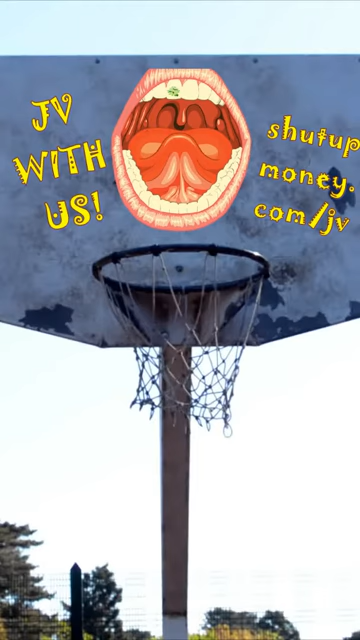 JV
WITH
US!
shutup
money.
com/jv